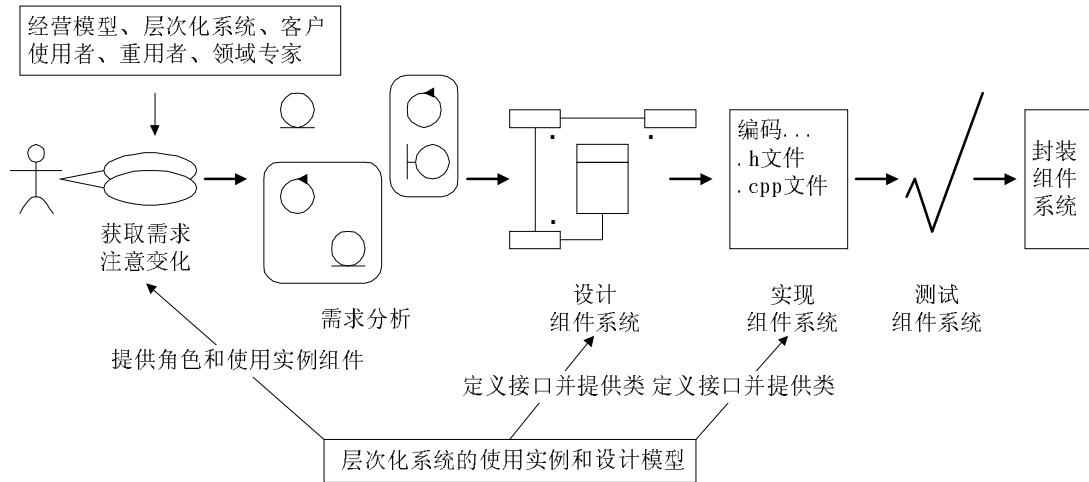 经营模型、层次化系统、客户
使用者、重用者、领域专家
编码...
.h文件
.cpp文件
封装
组件
系统
获取需求
注意变化
需求分析
设计
组件系统
实现
组件系统
测试
组件系统
提供角色和使用实例组件
定义接口并提供类
定义接口并提供类
层次化系统的使用实例和设计模型